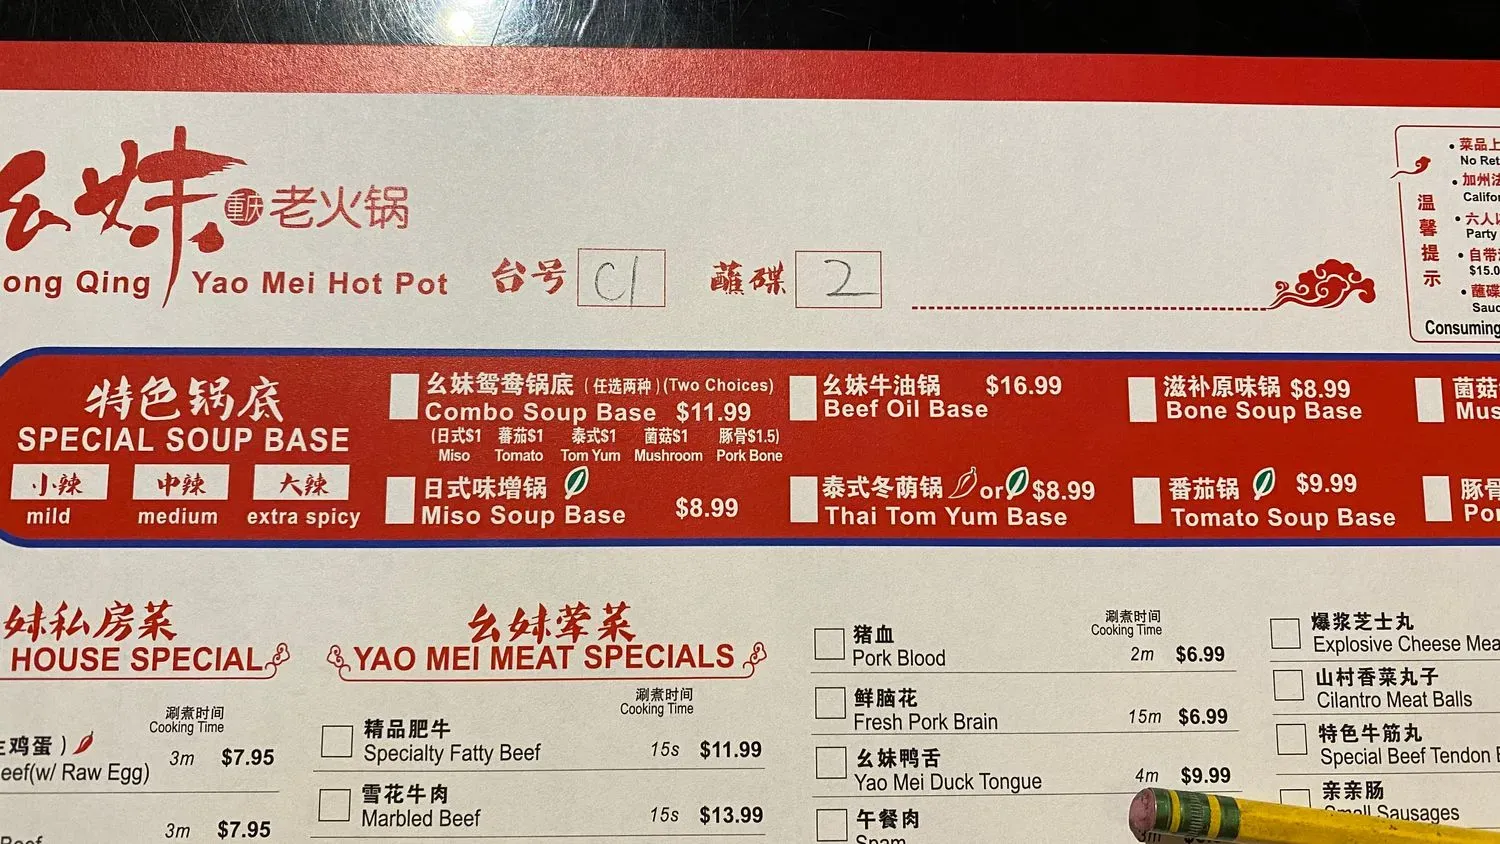 幺妹 重庆 老火锅
ong Qing Yao Mei Hot Pot
台号 C1 蘸碟 2
温馨提示
菜品上
No Ret
加州法
Califor
六人以
Party
自带
$15.0
蘸碟
Sauc
Consuming
特色锅底
SPECIAL SOUP BASE
小辣 中辣 大辣
mild medium extra spicy
幺妹鸳鸯锅底 (任选两种)(Two Choices)
Combo Soup Base $11.99
(日式$1 番茄$1 泰式$1 菌菇$1 豚骨$1.5)
Miso Tomato Tom Yum Mushroom Pork Bone
幺妹牛油锅 $16.99
Beef Oil Base
滋补原味锅 $8.99
Bone Soup Base
菌菇
Mus
日式味增锅
Miso Soup Base $8.99
泰式冬荫锅 or $8.99
Thai Tom Yum Base
番茄锅 $9.99
Tomato Soup Base
豚骨
Por
妹私房菜
HOUSE SPECIAL
涮煮时间
Cooking Time
生鸡蛋)
eef(w/ Raw Egg) 3m $7.95
Beef 3m $7.95
幺妹荤菜
YAO MEI MEAT SPECIALS
涮煮时间
Cooking Time
精品肥牛
Specialty Fatty Beef 15s $11.99
雪花牛肉
Marbled Beef 15s $13.99
涮煮时间
Cooking Time
猪血
Pork Blood 2m $6.99
鲜脑花
Fresh Pork Brain 15m $6.99
幺妹鸭舌
Yao Mei Duck Tongue 4m $9.99
午餐肉
Spam 3m
爆浆芝士丸
Explosive Cheese Mea
山村香菜丸子
Cilantro Meat Balls
特色牛筋丸
Special Beef Tendon
亲亲肠
Small Sausages